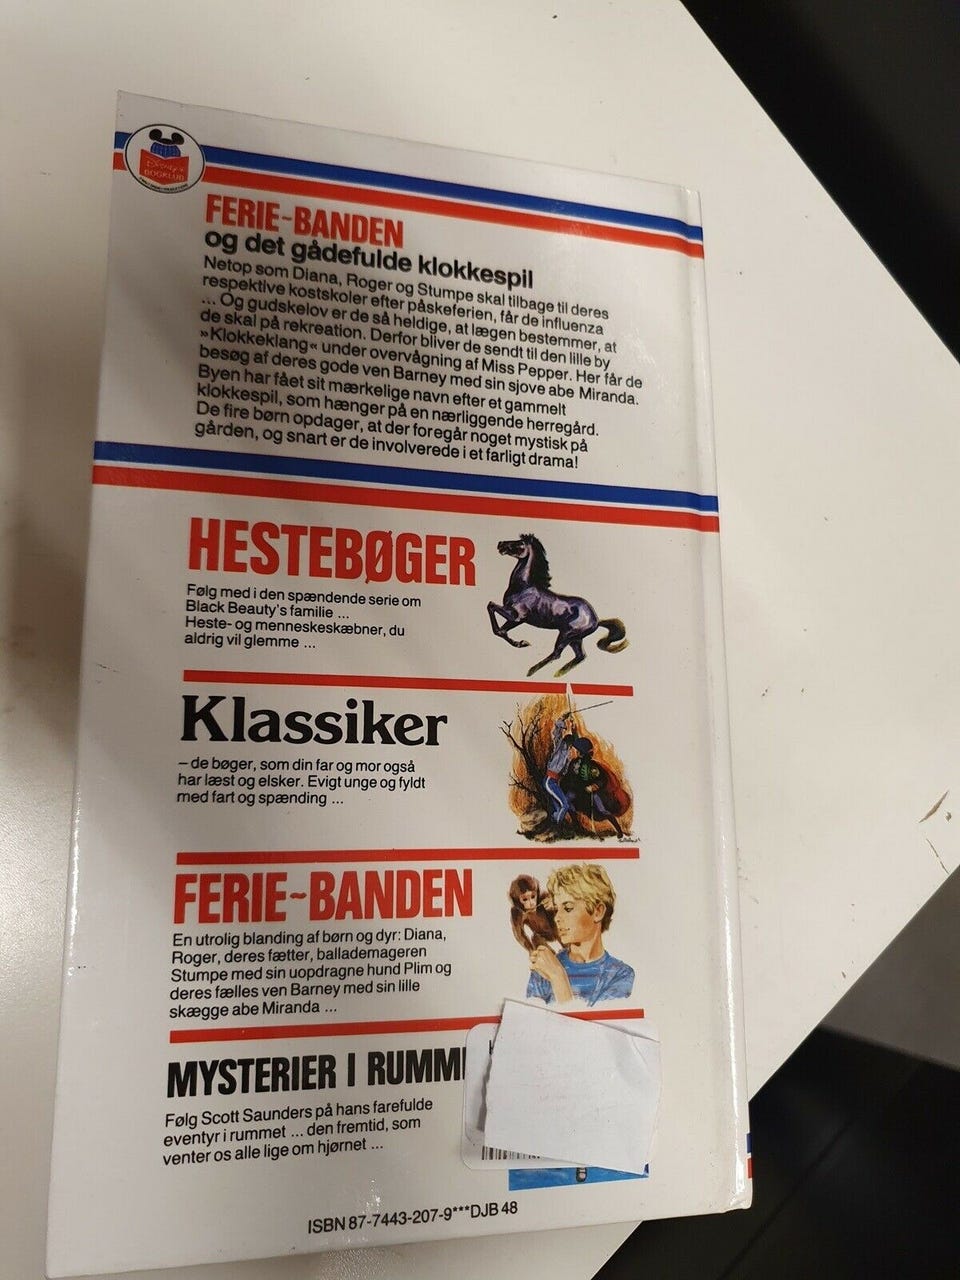 Disney's
BOGKLUB
FERIE~BANDEN
og det gådefulde klokkespil
Netop som Diana, Roger og Stumpe skal tilbage til deres
respektive kostskoler efter påskeferien, får de influenza
... Og gudskelov er de så heldige, at lægen bestemmer, at
de skal på rekreation. Derfor bliver de sendt til den lille by
»Klokkeklang« under overvågning af Miss Pepper. Her får de
besøg af deres gode ven Barney med sin sjove abe Miranda.
Byen har fået sit mærkelige navn efter et gammelt
klokkespil, som hænger på en nærliggende herregård.
De fire børn opdager, at der foregår noget mystisk på
gården, og snart er de involverede i et farligt drama!
HESTEBØGER
Følg med i den spændende serie om
Black Beauty's familie ...
Heste- og menneskeskæbner, du
aldrig vil glemme ...
Klassiker
– de bøger, som din far og mor også
har læst og elsker. Evigt unge og fyldt
med fart og spænding ...
FERIE~BANDEN
En utrolig blanding af børn og dyr: Diana,
Roger, deres fætter, ballademageren
Stumpe med sin uopdragne hund Plim og
deres fælles ven Barney med sin lille
skægge abe Miranda ...
MYSTERIER I RUMM
Følg Scott Saunders på hans farefulde
eventyr i rummet ... den fremtid, som
venter os alle lige om hjørnet ...
ISBN 87-7443-207-9***DJB 48